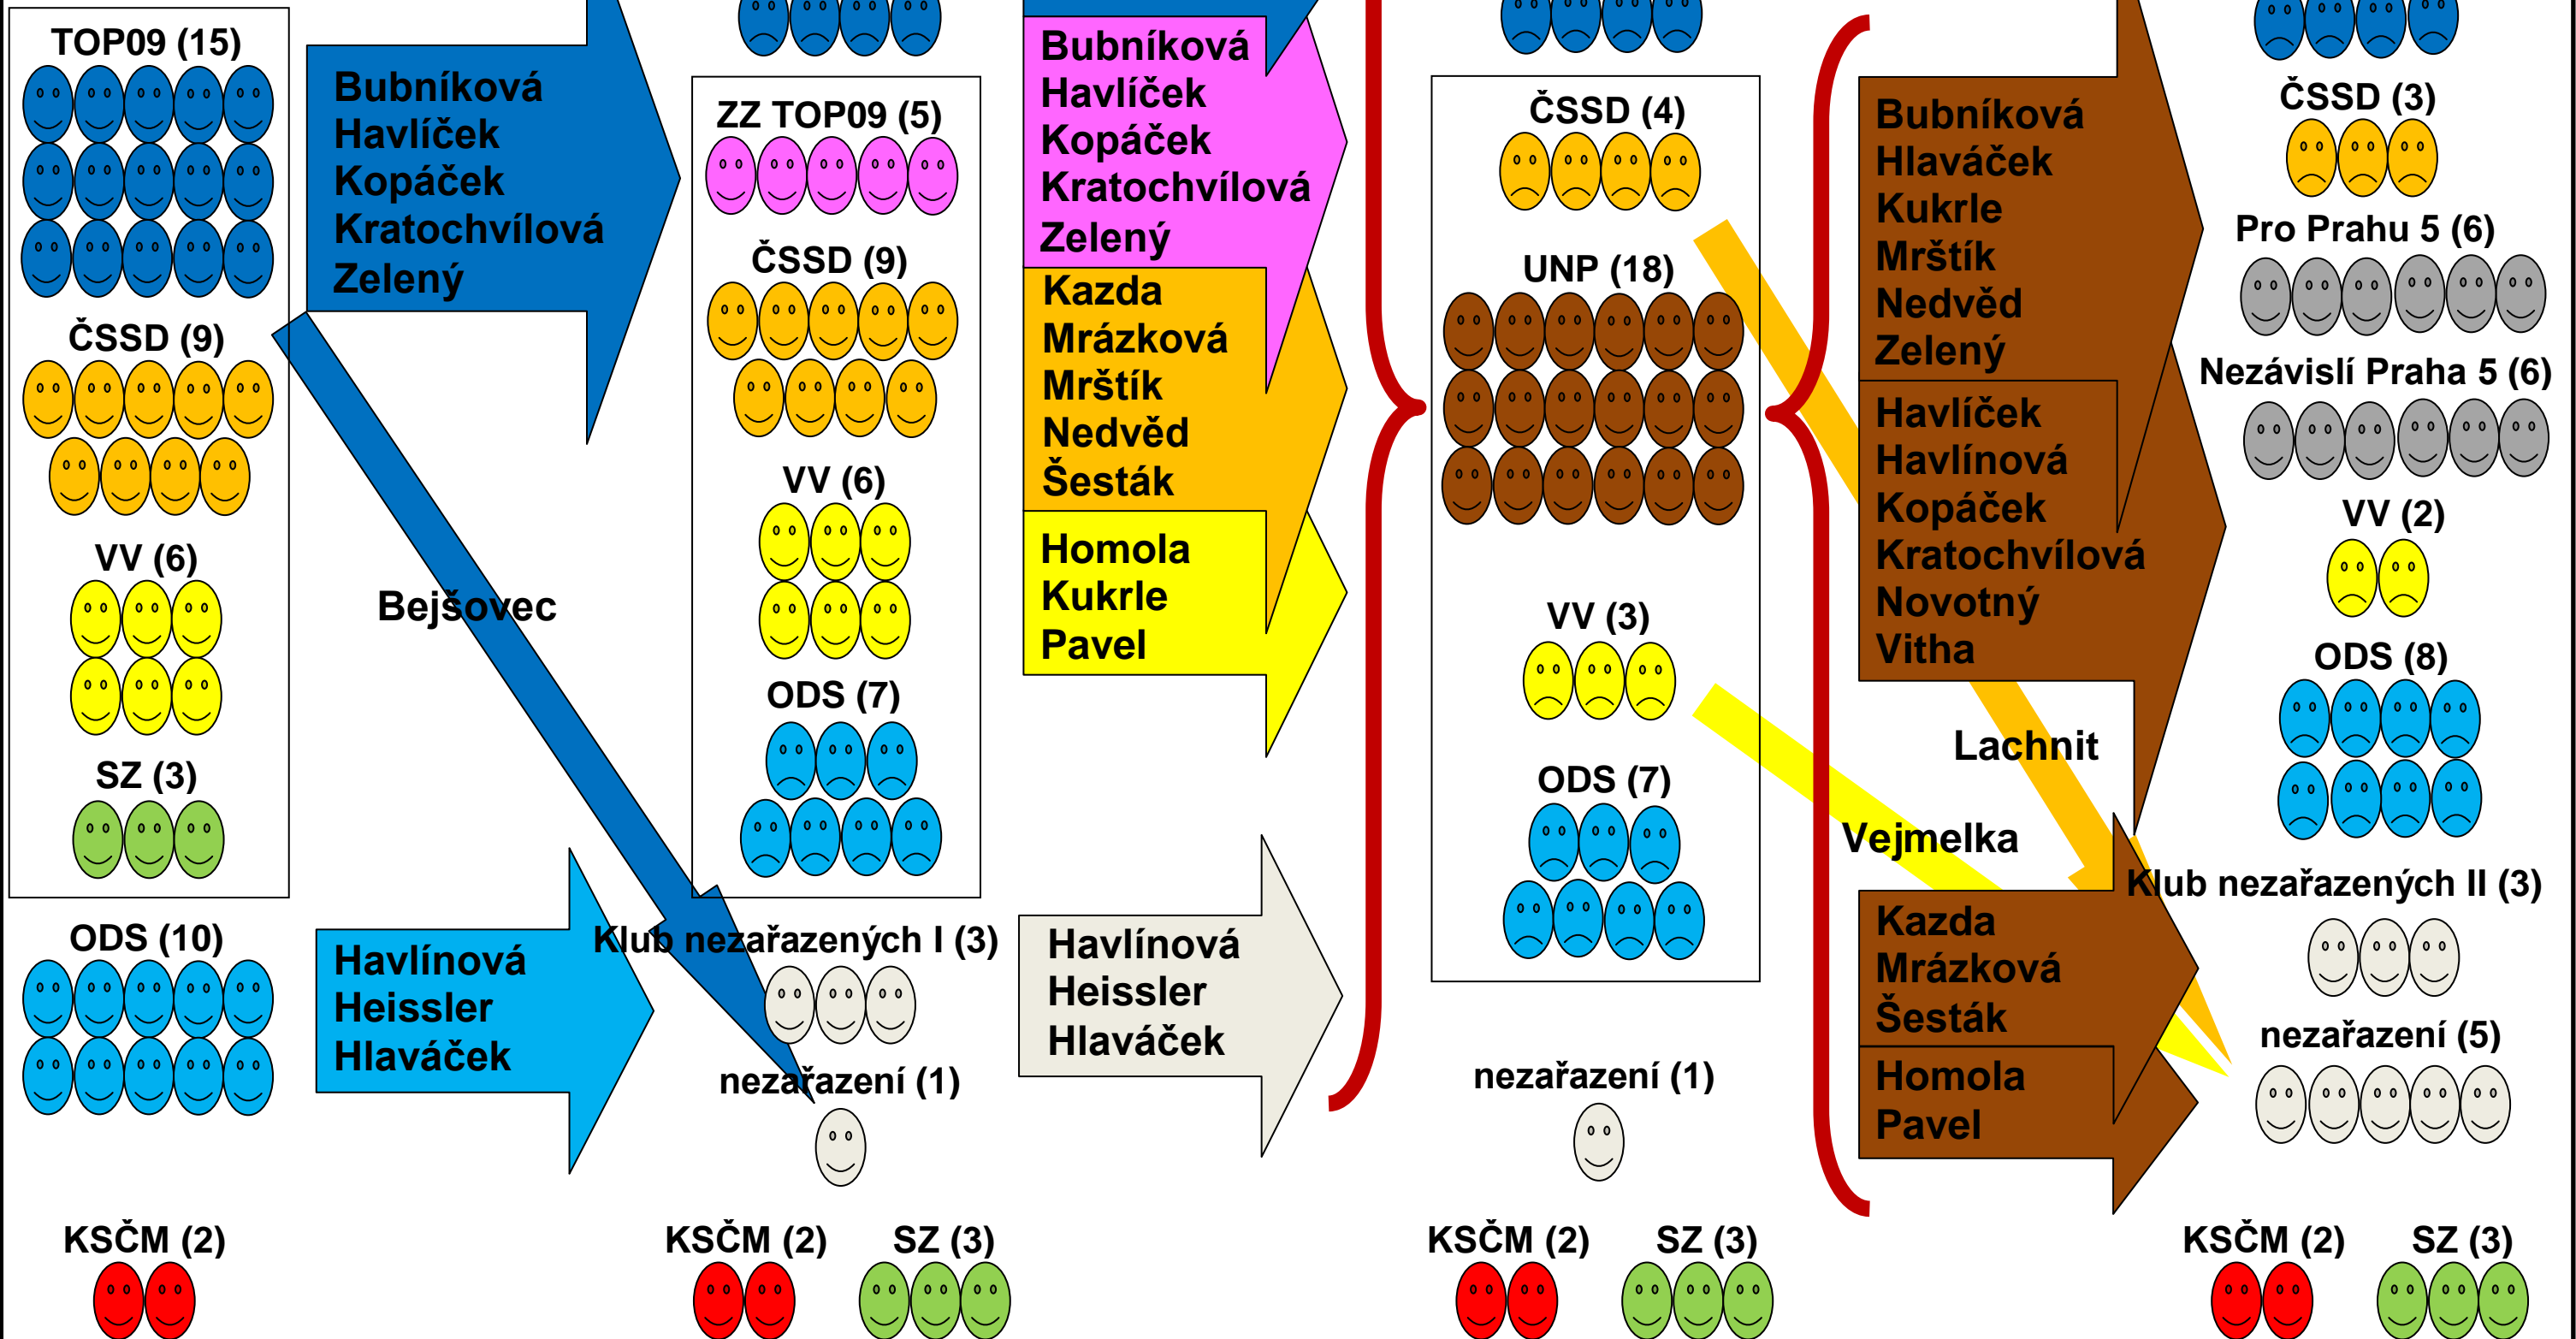 TOP09 (15)
ČSSD (9)
VV (6)
SZ (3)
ODS (10)
KSČM (2)
Bubníková
Havlíček
Kopáček
Kratochvílová
Zelený
Bejšovec
Havlínová
Heissler
Hlaváček
ZZ TOP09 (5)
ČSSD (9)
VV (6)
ODS (7)
Klub nezařazených I (3)
nezařazení (1)
KSČM (2)
SZ (3)
Bubníková
Havlíček
Kopáček
Kratochvílová
Zelený
Kazda
Mrázková
Mrštík
Nedvěd
Šesták
Homola
Kukrle
Pavel
Havlínová
Heissler
Hlaváček
ČSSD (4)
UNP (18)
VV (3)
ODS (7)
nezařazení (1)
KSČM (2)
SZ (3)
Bubníková
Hlaváček
Kukrle
Mrštík
Nedvěd
Zelený
Havlíček
Havlínová
Kopáček
Kratochvílová
Novotný
Vitha
Lachnit
Vejmelka
Kazda
Mrázková
Šesták
Homola
Pavel
ČSSD (3)
Pro Prahu 5 (6)
Nezávislí Praha 5 (6)
VV (2)
ODS (8)
Klub nezařazených II (3)
nezařazení (5)
KSČM (2)
SZ (3)